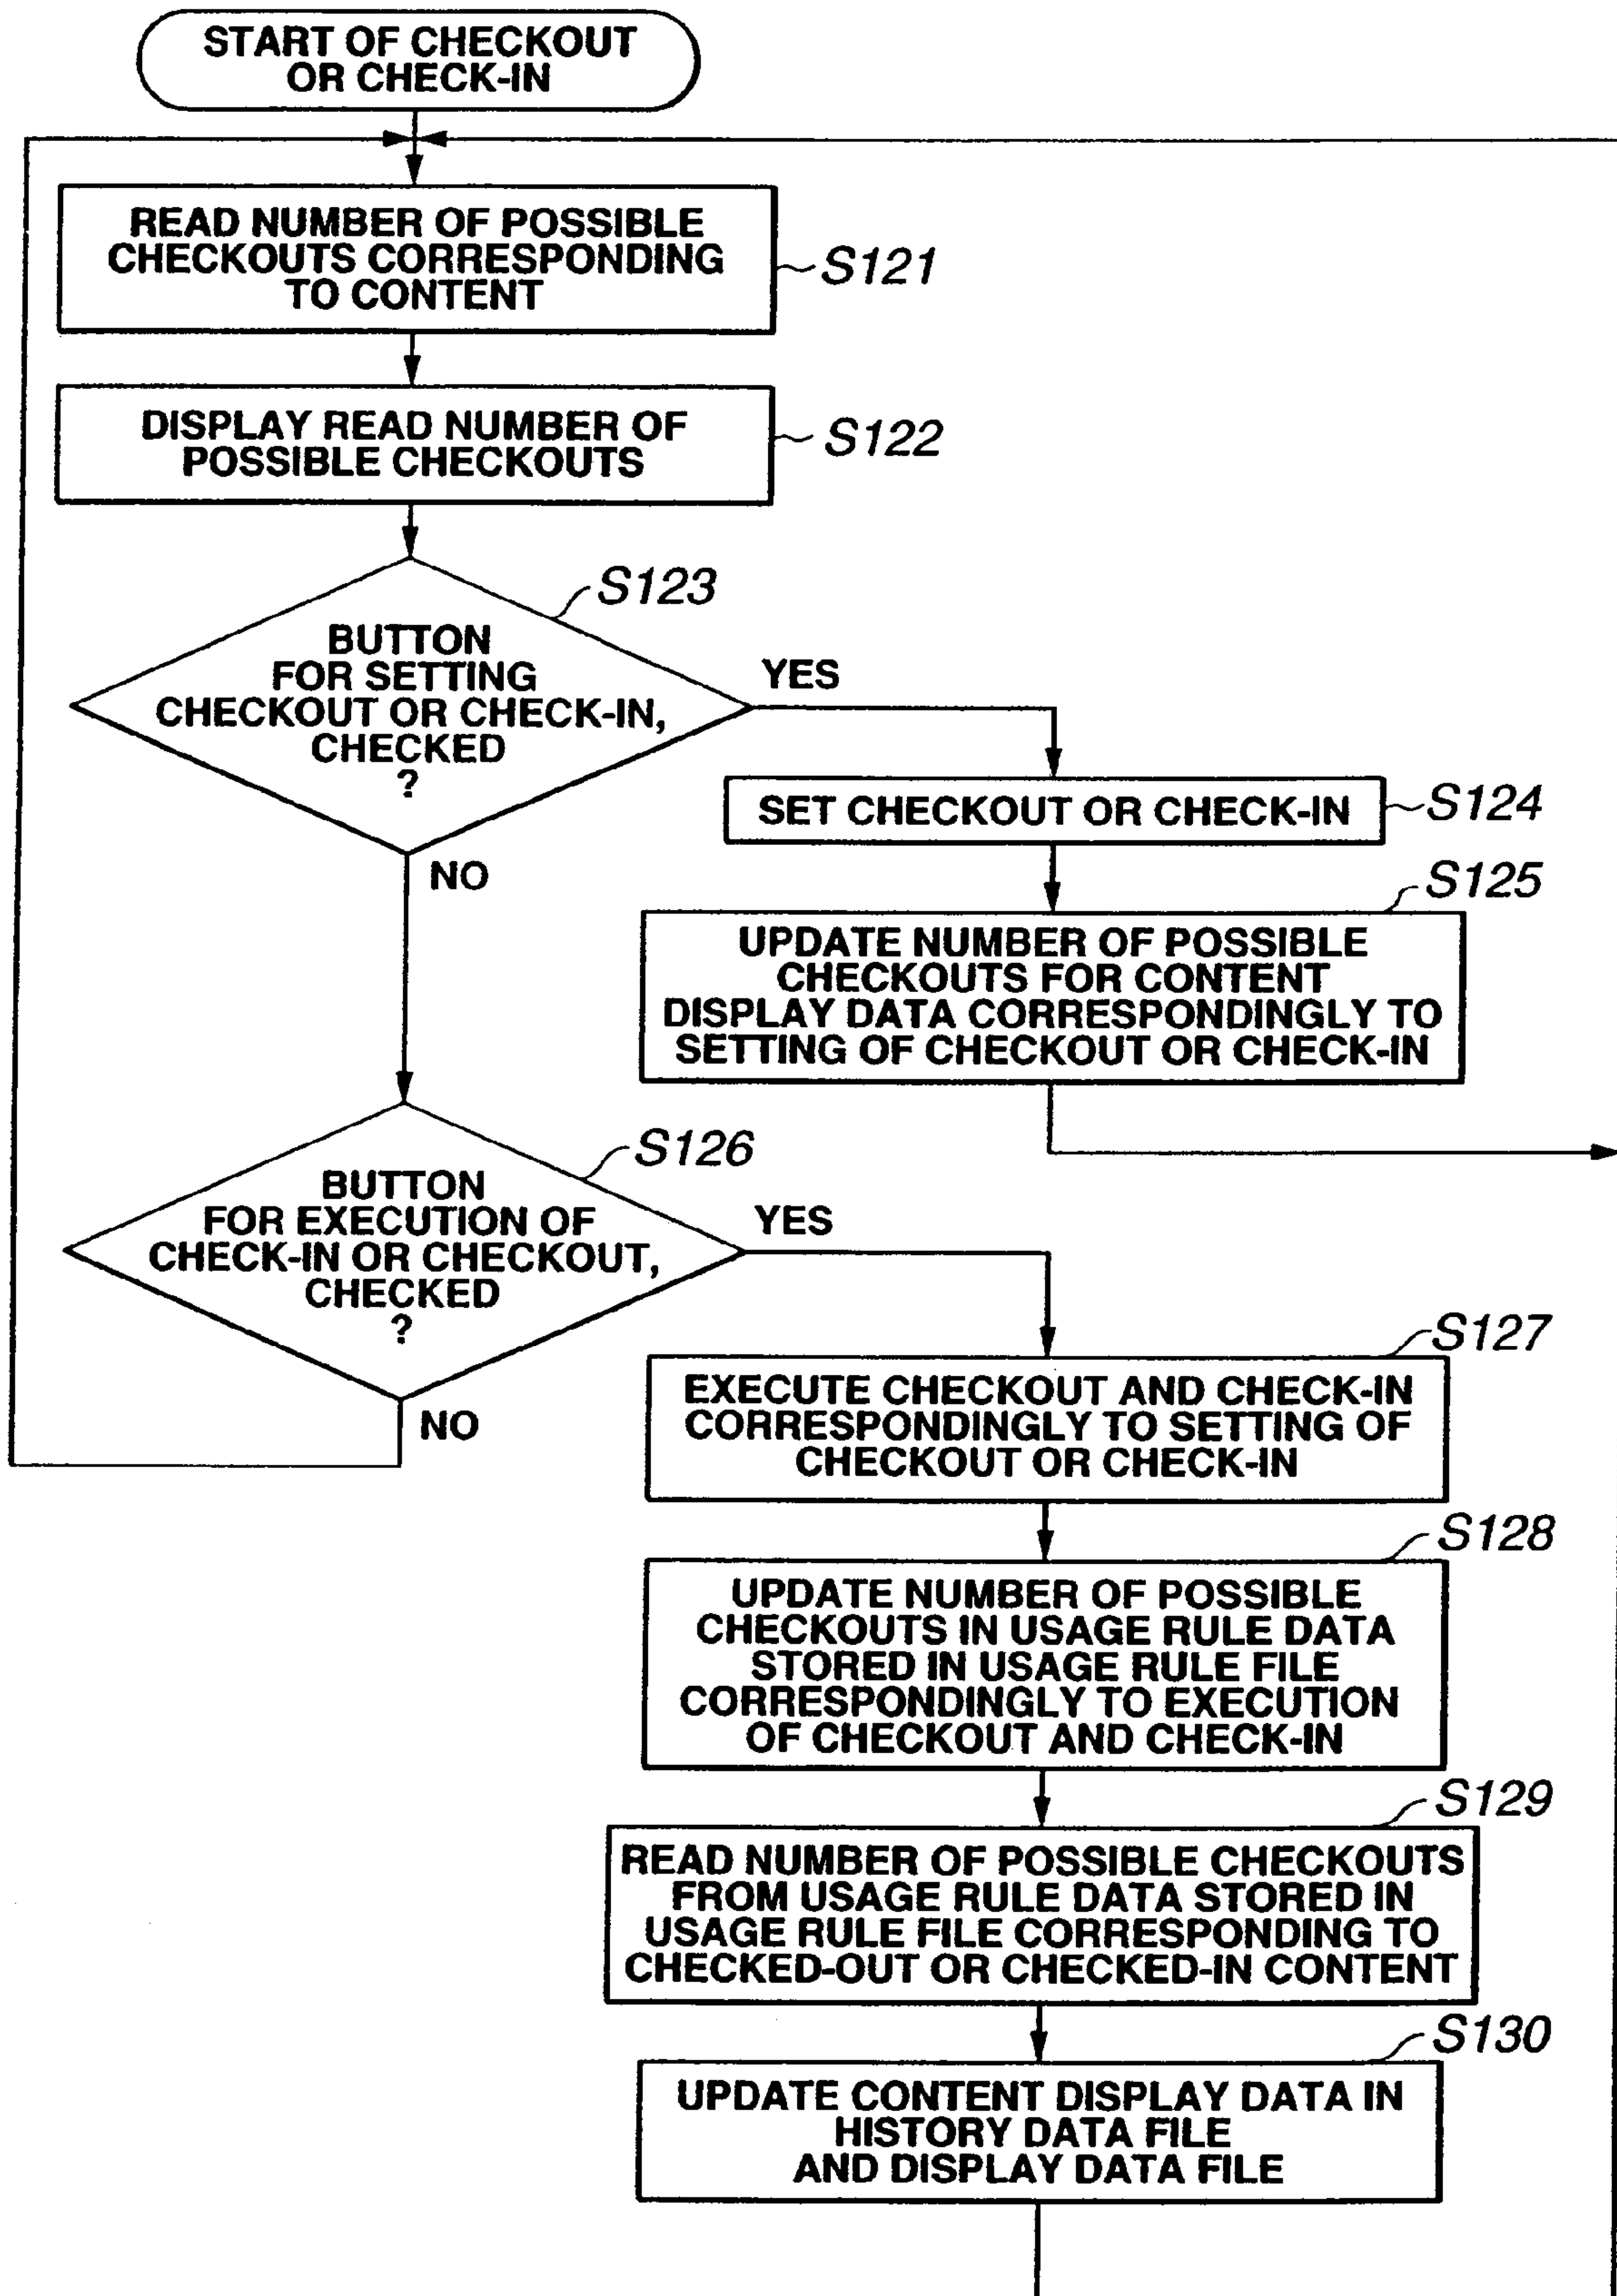 START OF CHECKOUT
OR CHECK-IN
READ NUMBER OF POSSIBLE
CHECKOUTS CORRESPONDING
TO CONTENT
S121
DISPLAY READ NUMBER OF
POSSIBLE CHECKOUTS
S122
S123
BUTTON
FOR SETTING
CHECKOUT OR CHECK-IN,
CHECKED
?
YES
NO
SET CHECKOUT OR CHECK-IN
S124
S125
UPDATE NUMBER OF POSSIBLE
CHECKOUTS FOR CONTENT
DISPLAY DATA CORRESPONDINGLY TO
SETTING OF CHECKOUT OR CHECK-IN
S126
BUTTON
FOR EXECUTION OF
CHECK-IN OR CHECKOUT,
CHECKED
?
YES
NO
S127
EXECUTE CHECKOUT AND CHECK-IN
CORRESPONDINGLY TO SETTING OF
CHECKOUT OR CHECK-IN
S128
UPDATE NUMBER OF POSSIBLE
CHECKOUTS IN USAGE RULE DATA
STORED IN USAGE RULE FILE
CORRESPONDINGLY TO EXECUTION
OF CHECKOUT AND CHECK-IN
S129
READ NUMBER OF POSSIBLE CHECKOUTS
FROM USAGE RULE DATA STORED IN
USAGE RULE FILE CORRESPONDING TO
CHECKED-OUT OR CHECKED-IN CONTENT
S130
UPDATE CONTENT DISPLAY DATA IN
HISTORY DATA FILE
AND DISPLAY DATA FILE